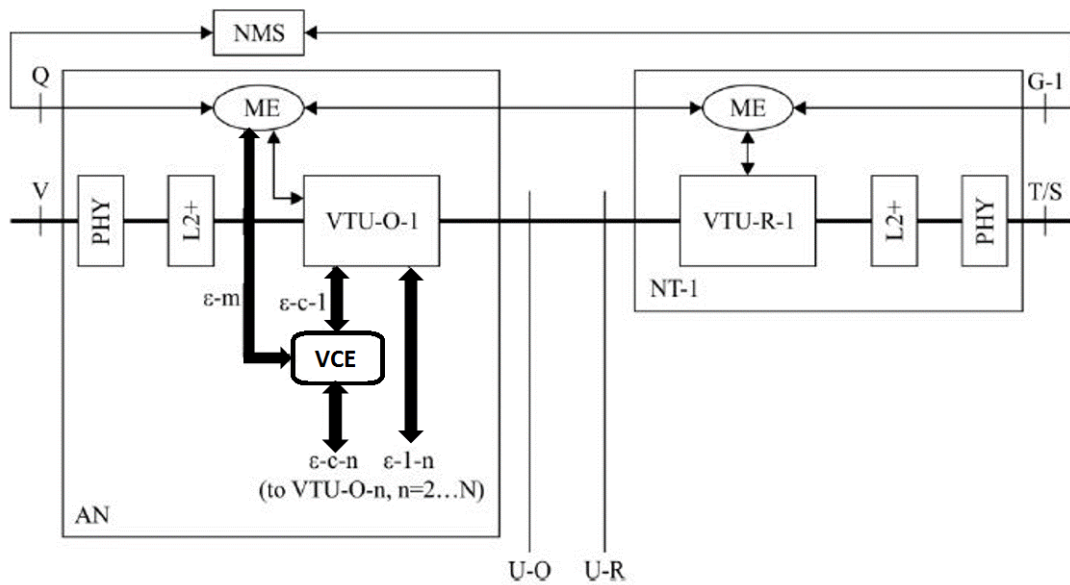 NMS
Q
G-1
ME
ME
V
T/S
PHY
L2+
VTU-O-1
VTU-R-1
L2+
PHY
NT-1
ε-m
ε-c-1
VCE
ε-c-n
ε-1-n
(to VTU-O-n, n=2…N)
AN
U-O
U-R